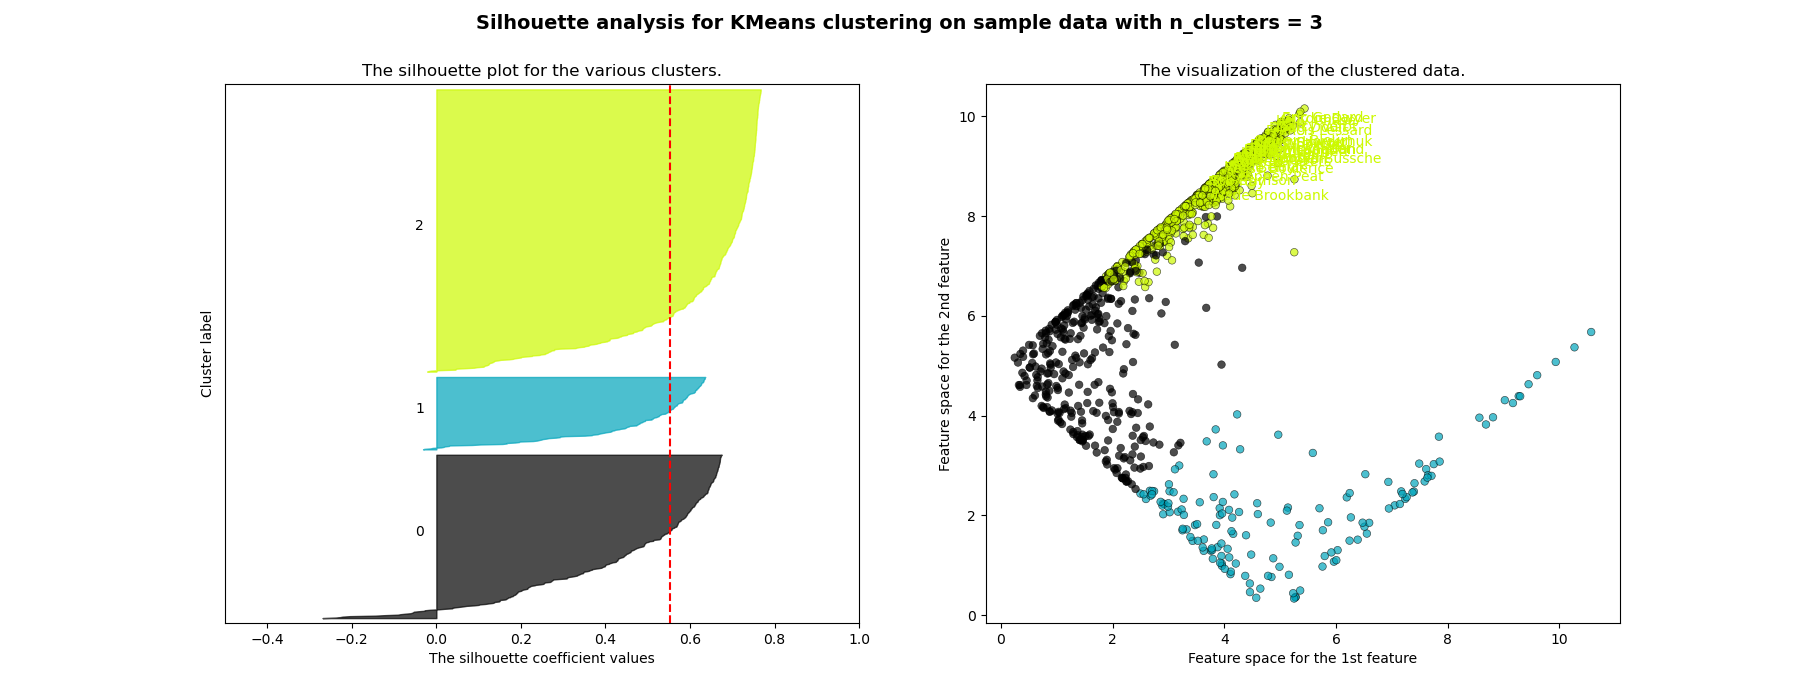 Silhouette analysis for KMeans clustering on sample data with n_clusters = 3
The silhouette plot for the various clusters.
Cluster label
2
1
0
−0.4 −0.2 0.0 0.2 0.4 0.6 0.8 1.0
The silhouette coefficient values
The visualization of the clustered data.
Feature space for the 2nd feature
10
8
6
4
2
0
Brookbank
0 2 4 6 8 10
Feature space for the 1st feature